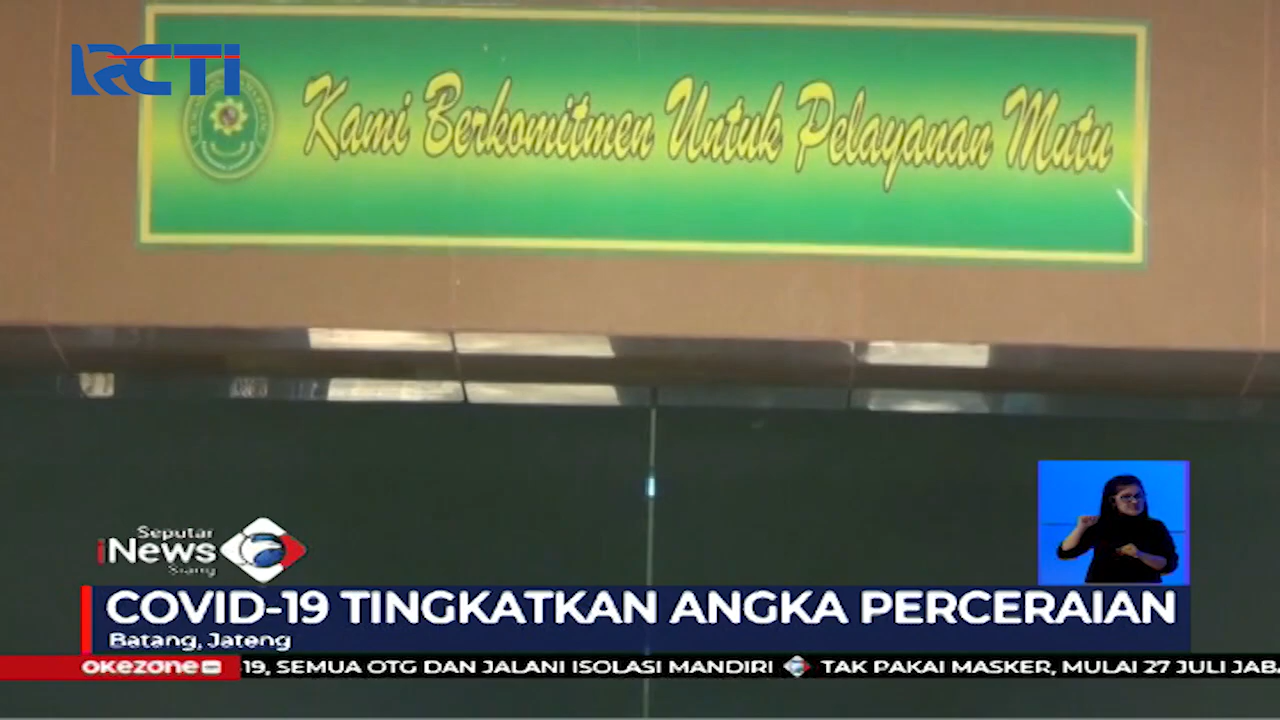 RCTI
Kami Berkomitmen Untuk Pelayanan Mutu
Seputar
iNews
Siang
COVID-19 TINGKATKAN ANGKA PERCERAIAN
Batang, Jateng
okezone
19, SEMUA OTG DAN JALANI ISOLASI MANDIRI TAK PAKAI MASKER, MULAI 27 JULI JABA